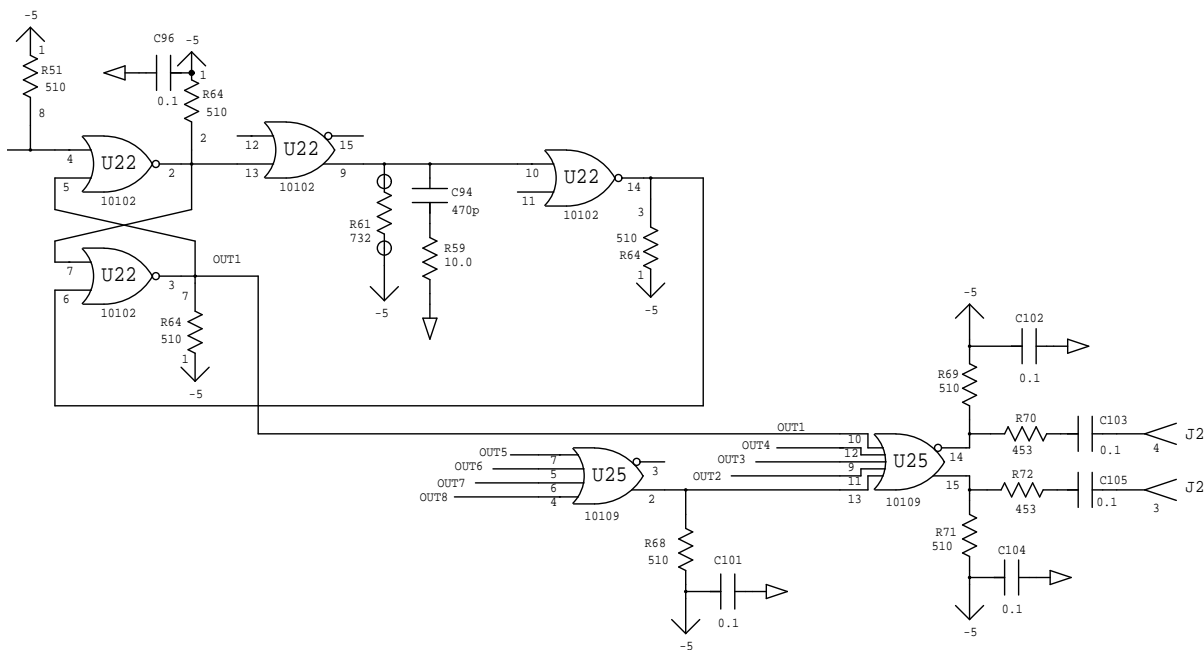 -5
1
R51
510
8
C96
-5
1
0.1
R64
510
2
4
5
U22
2
10102
12
13
U22
15
9
10102
10
11
U22
14
10102
R61
732
-5
C94
470p
R59
10.0
3
510
R64
1
-5
7
6
U22
3
10102
OUT1
7
R64
510
1
-5
-5
C102
0.1
R69
510
OUT1
10
OUT4
12
OUT3
9
OUT2
11
13
U25
14
15
10109
R70
453
C103
0.1
4
J2
R72
453
C105
0.1
3
J2
OUT5
7
OUT6
5
OUT7
6
OUT8
4
U25
3
2
10109
R68
510
C101
0.1
-5
R71
510
C104
0.1
-5